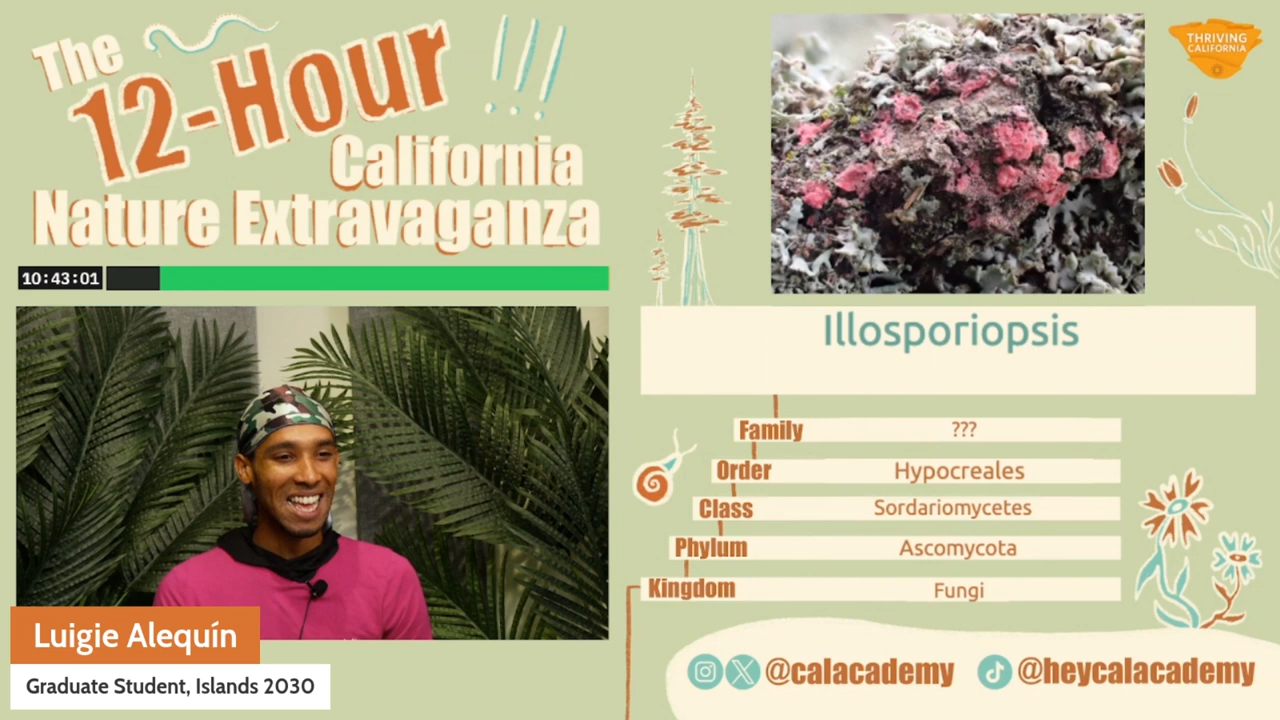 The
12-Hour !!!
California
Nature Extravaganza
THRIVING
CALIFORNIA
10:43:01
Luigie Alequín
Graduate Student, Islands 2030
Illosporiopsis
Family ???
Order Hypocreales
Class Sordariomycetes
Phylum Ascomycota
Kingdom Fungi
@calacademy @heycalacademy